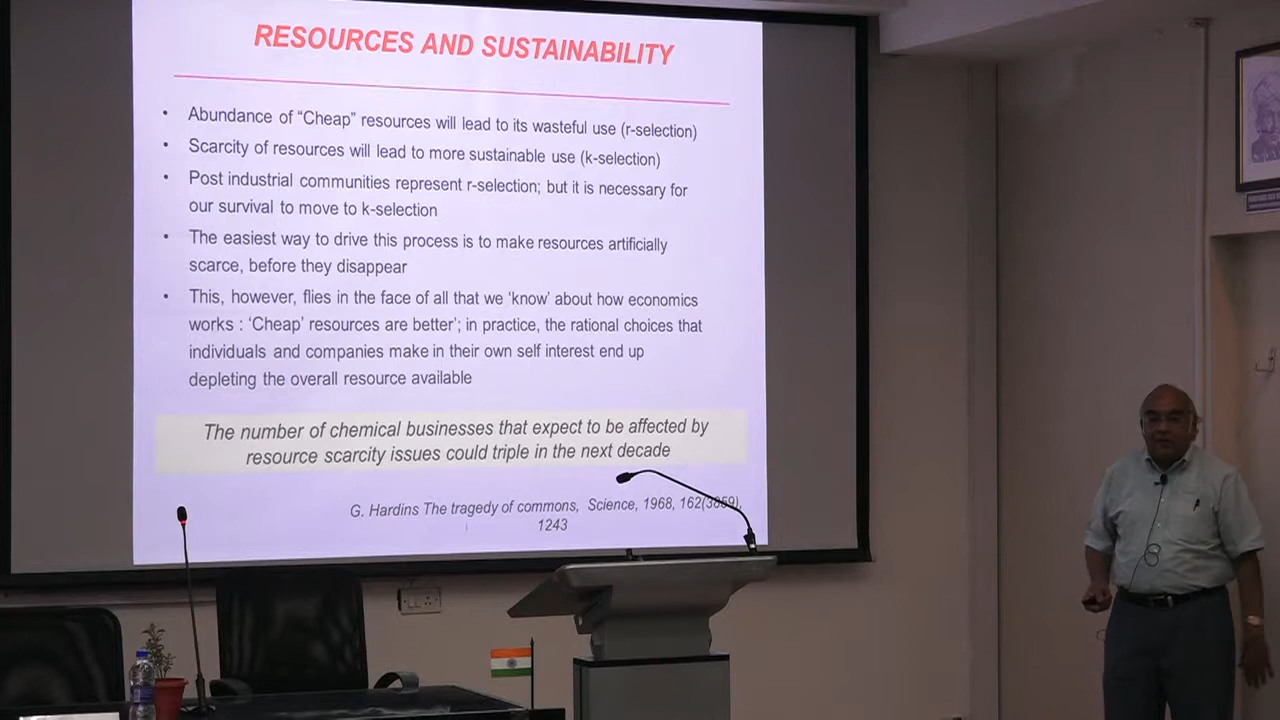 RESOURCES AND SUSTAINABILITY
• Abundance of “Cheap” resources will lead to its wasteful use (r-selection)
• Scarcity of resources will lead to more sustainable use (k-selection)
• Post industrial communities represent r-selection; but it is necessary for
our survival to move to k-selection
• The easiest way to drive this process is to make resources artificially
scarce, before they disappear
• This, however, flies in the face of all that we ‘know’ about how economics
works : ‘Cheap’ resources are better’; in practice, the rational choices that
individuals and companies make in their own self interest end up
depleting the overall resource available
The number of chemical businesses that expect to be affected by
resource scarcity issues could triple in the next decade
G. Hardins The tragedy of commons, Science, 1968, 162(3859),
1243